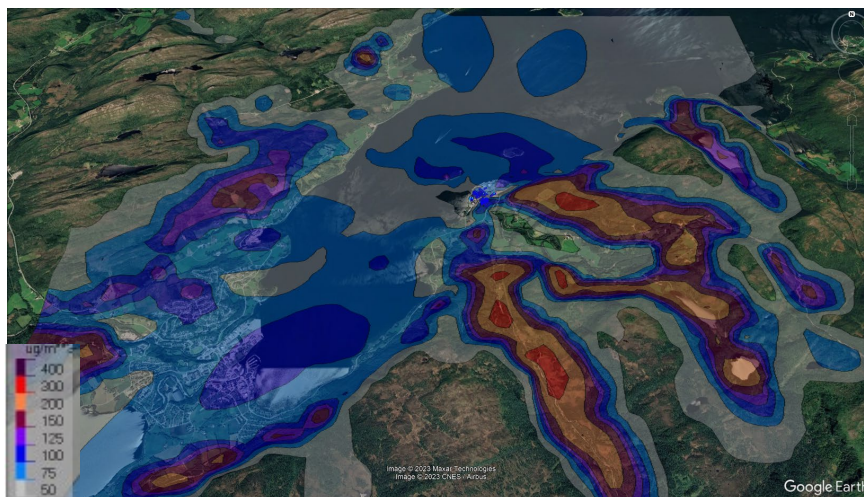 N
ug/m³
400
300
200
150
125
100
75
50
Image © 2023 Maxar Technologies
Image © 2023 CNES / Airbus
Google Earth